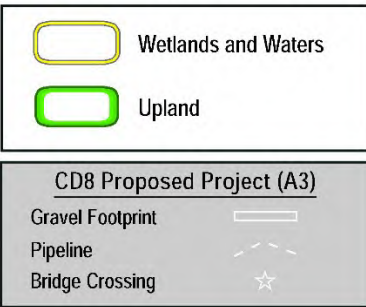 Wetlands and Waters
Upland
CD8 Proposed Project (A3)
Gravel Footprint
Pipeline
Bridge Crossing